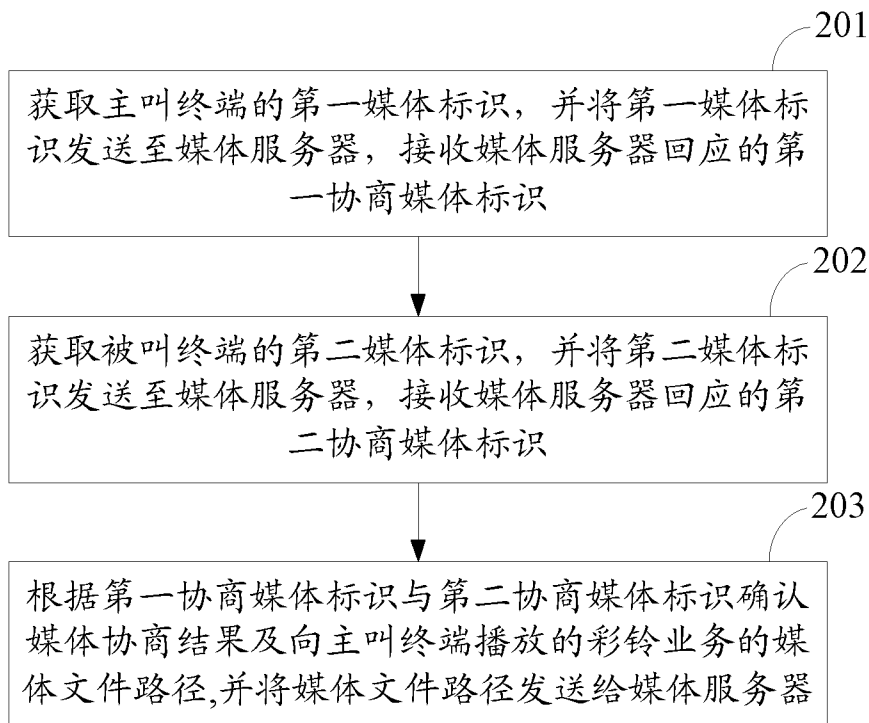 201
获取主叫终端的第一媒体标识，并将第一媒体标
识发送至媒体服务器，接收媒体服务器回应的第
一协商媒体标识
202
获取被叫终端的第二媒体标识，并将第二媒体标
识发送至媒体服务器，接收媒体服务器回应的第
二协商媒体标识
203
根据第一协商媒体标识与第二协商媒体标识确认
媒体协商结果及向主叫终端播放的彩铃业务的媒
体文件路径,并将媒体文件路径发送给媒体服务器